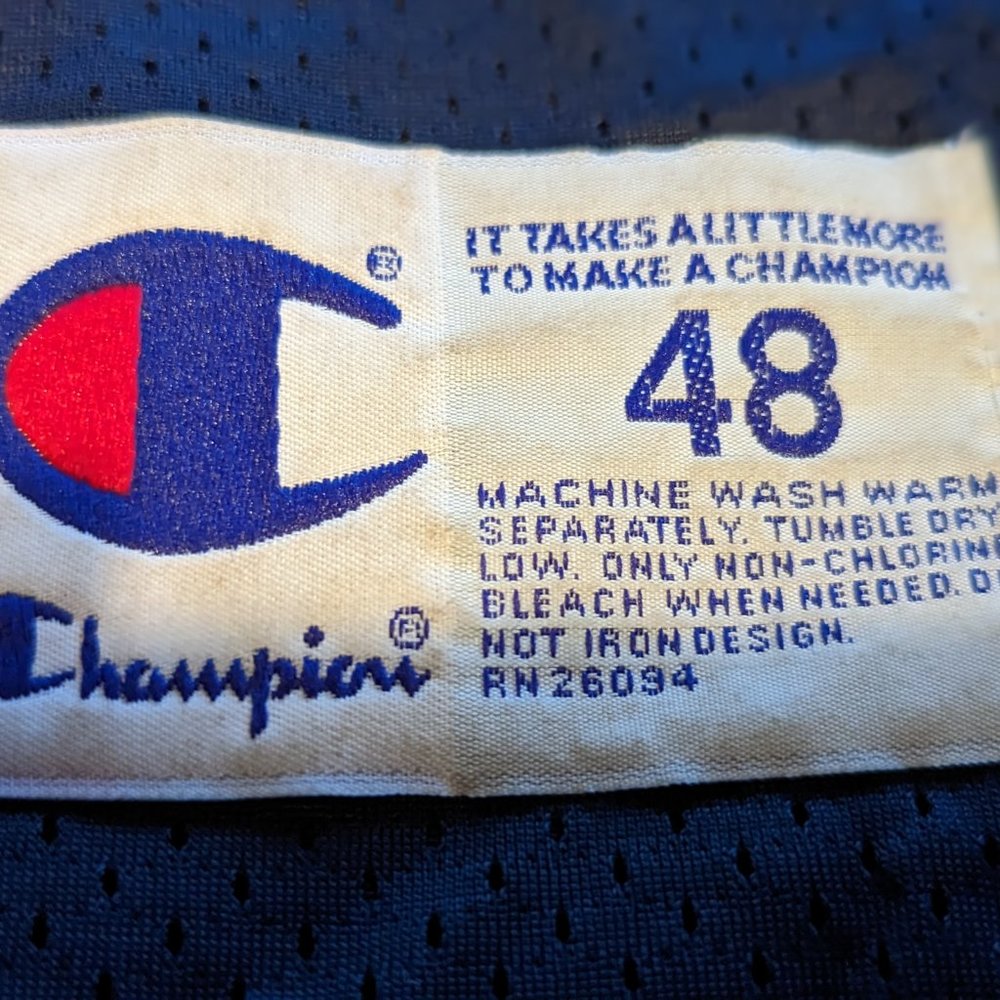 ®
Champion®
IT TAKES A LITTLE MORE
TO MAKE A CHAMPION
48
MACHINE WASH WARM
SEPARATELY. TUMBLE DRY
LOW. ONLY NON-CHLORINE
BLEACH WHEN NEEDED. DO
NOT IRON DESIGN.
RN 26094